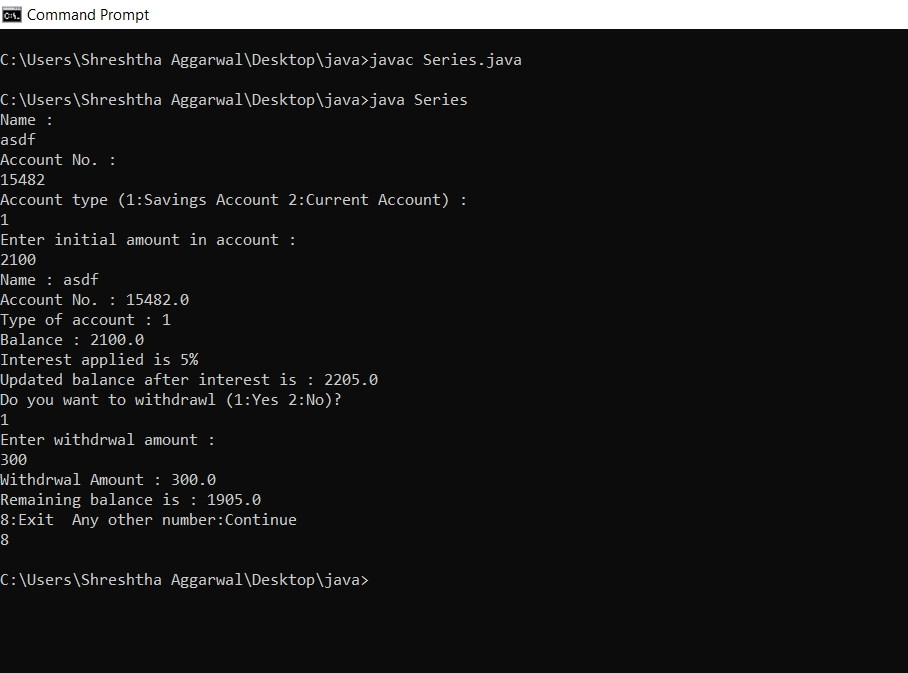 Command Prompt
C:\Users\Shreshtha Aggarwal\Desktop\java>javac Series.java
C:\Users\Shreshtha Aggarwal\Desktop\java>java Series
Name :
asdf
Account No. :
15482
Account type (1:Savings Account 2:Current Account) :
1
Enter initial amount in account :
2100
Name : asdf
Account No. : 15482.0
Type of account : 1
Balance : 2100.0
Interest applied is 5%
Updated balance after interest is : 2205.0
Do you want to withdrawl (1:Yes 2:No)?
1
Enter withdrwal amount :
300
Withdrwal Amount : 300.0
Remaining balance is : 1905.0
8:Exit  Any other number:Continue
8
C:\Users\Shreshtha Aggarwal\Desktop\java>